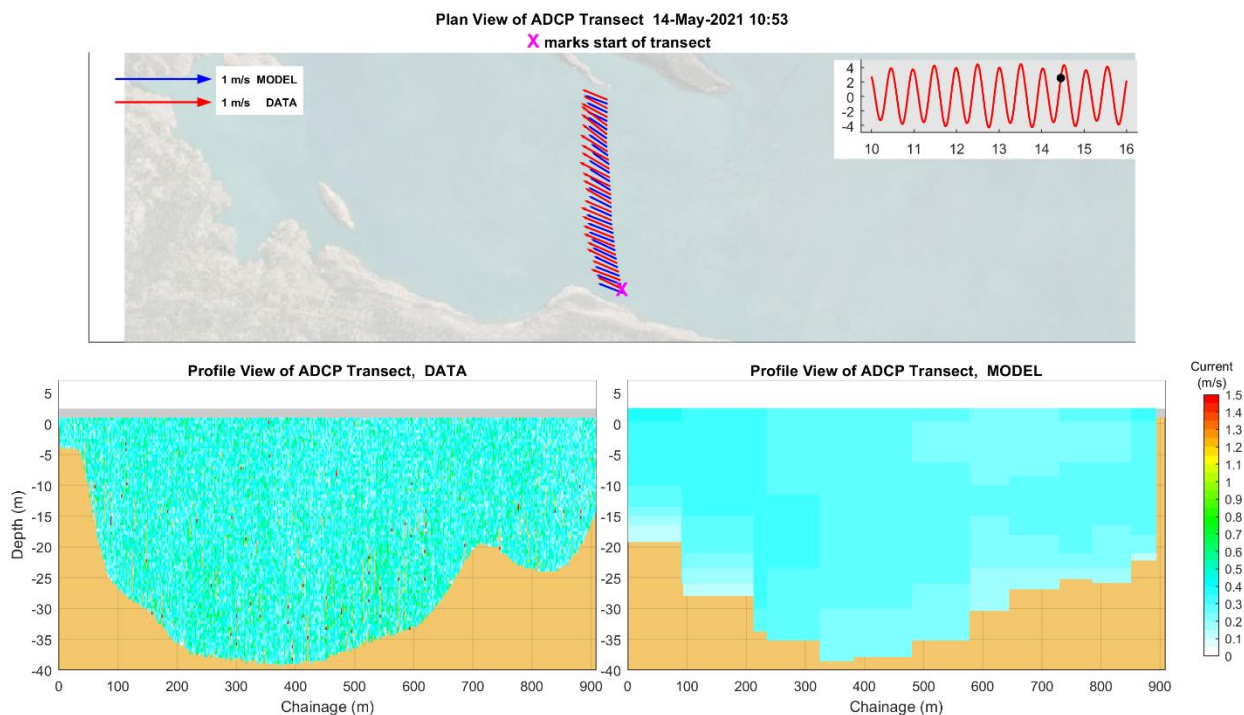 Plan View of ADCP Transect  14-May-2021 10:53
X marks start of transect
1 m/s  MODEL
1 m/s  DATA
4
2
0
-2
-4
10 11 12 13 14 15 16
Profile View of ADCP Transect,  DATA
5
0
-5
-10
-15
-20
-25
-30
-35
-40
Depth (m)
0 100 200 300 400 500 600 700 800 900
Chainage (m)
Profile View of ADCP Transect,  MODEL
5
0
-5
-10
-15
-20
-25
-30
-35
-40
0 100 200 300 400 500 600 700 800 900
Chainage (m)
Current
(m/s)
1.5
1.4
1.3
1.2
1.1
1
0.9
0.8
0.7
0.6
0.5
0.4
0.3
0.2
0.1
0